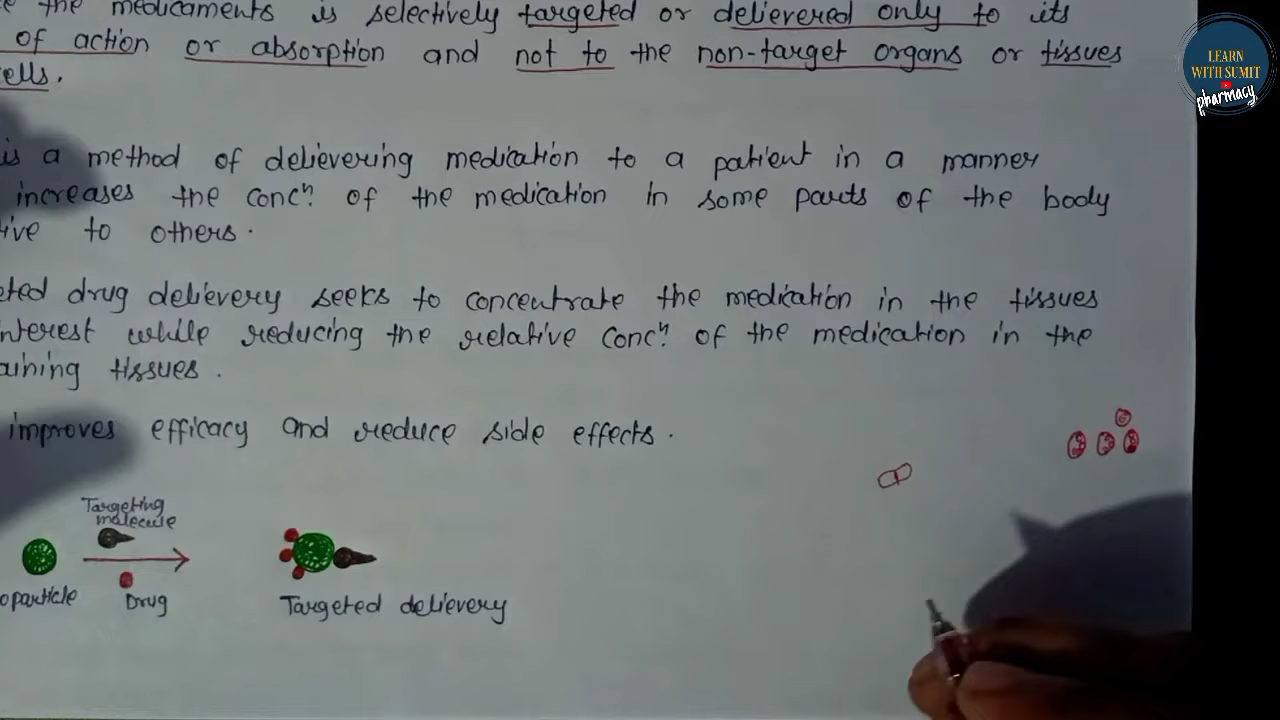 the medicaments is selectively targeted or delievered only to its
of action or absorption and not to the non-target organs or tissues
ells.
is a method of delievering medication to a patient in a manner
increases the concⁿ. of the medication in some parts of the body
tive to others.
eted drug delievery seeks to concentrate the medication in the tissues
interest while reducing the relative concⁿ. of the medication in the
aining tissues.
improves efficacy and reduce side effects.
Targeting
molecule
oparticle
Drug
Targeted delievery
LEARN
WITH SUMIT
pharmacy